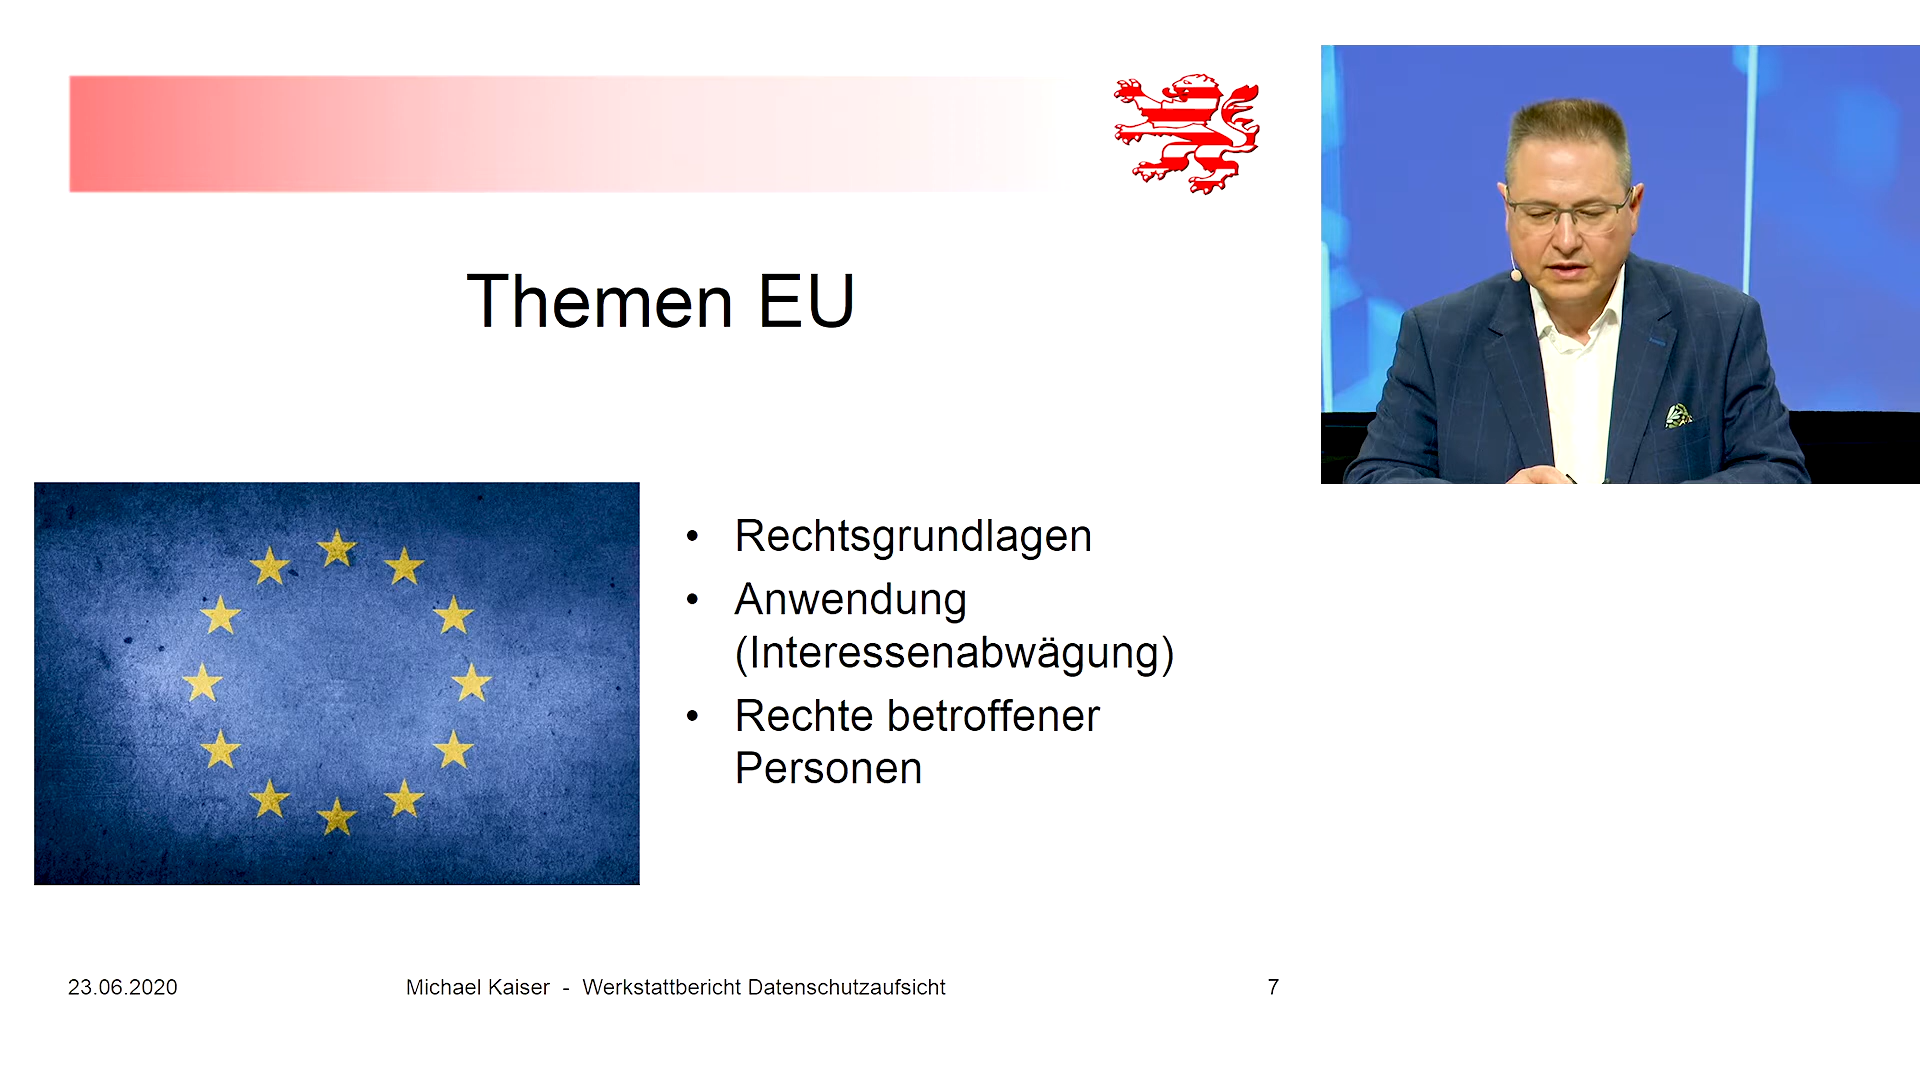 Themen EU
• Rechtsgrundlagen
• Anwendung
(Interessenabwägung)
• Rechte betroffener
Personen
23.06.2020
Michael Kaiser - Werkstattbericht Datenschutzaufsicht
7